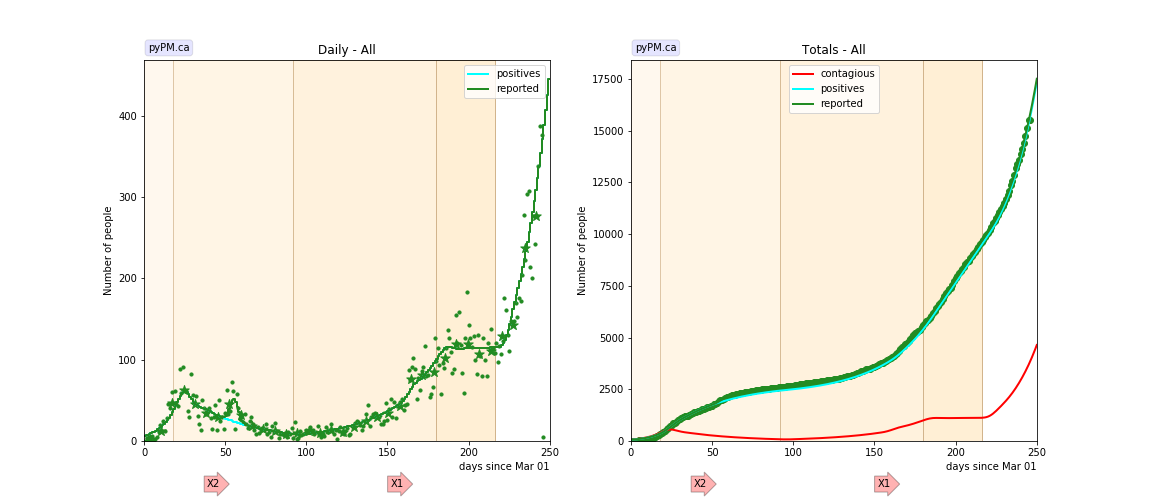 pyPM.ca
Daily - All
positives
reported
Number of people
400
300
200
100
0
0 50 100 150 200 250
days since Mar 01
X2
X1
pyPM.ca
Totals - All
contagious
positives
reported
Number of people
17500
15000
12500
10000
7500
5000
2500
0
0 50 100 150 200 250
days since Mar 01
X2
X1